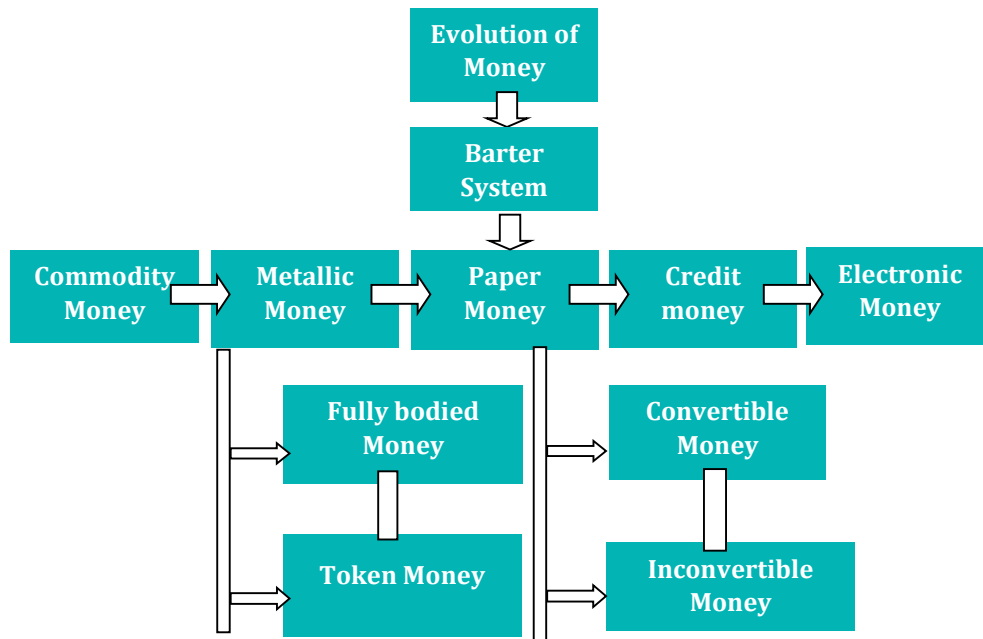 Evolution of
Money
Barter
System
Commodity
Money
Metallic
Money
Paper
Money
Credit
money
Electronic
Money
Fully bodied
Money
Convertible
Money
Token Money
Inconvertible
Money